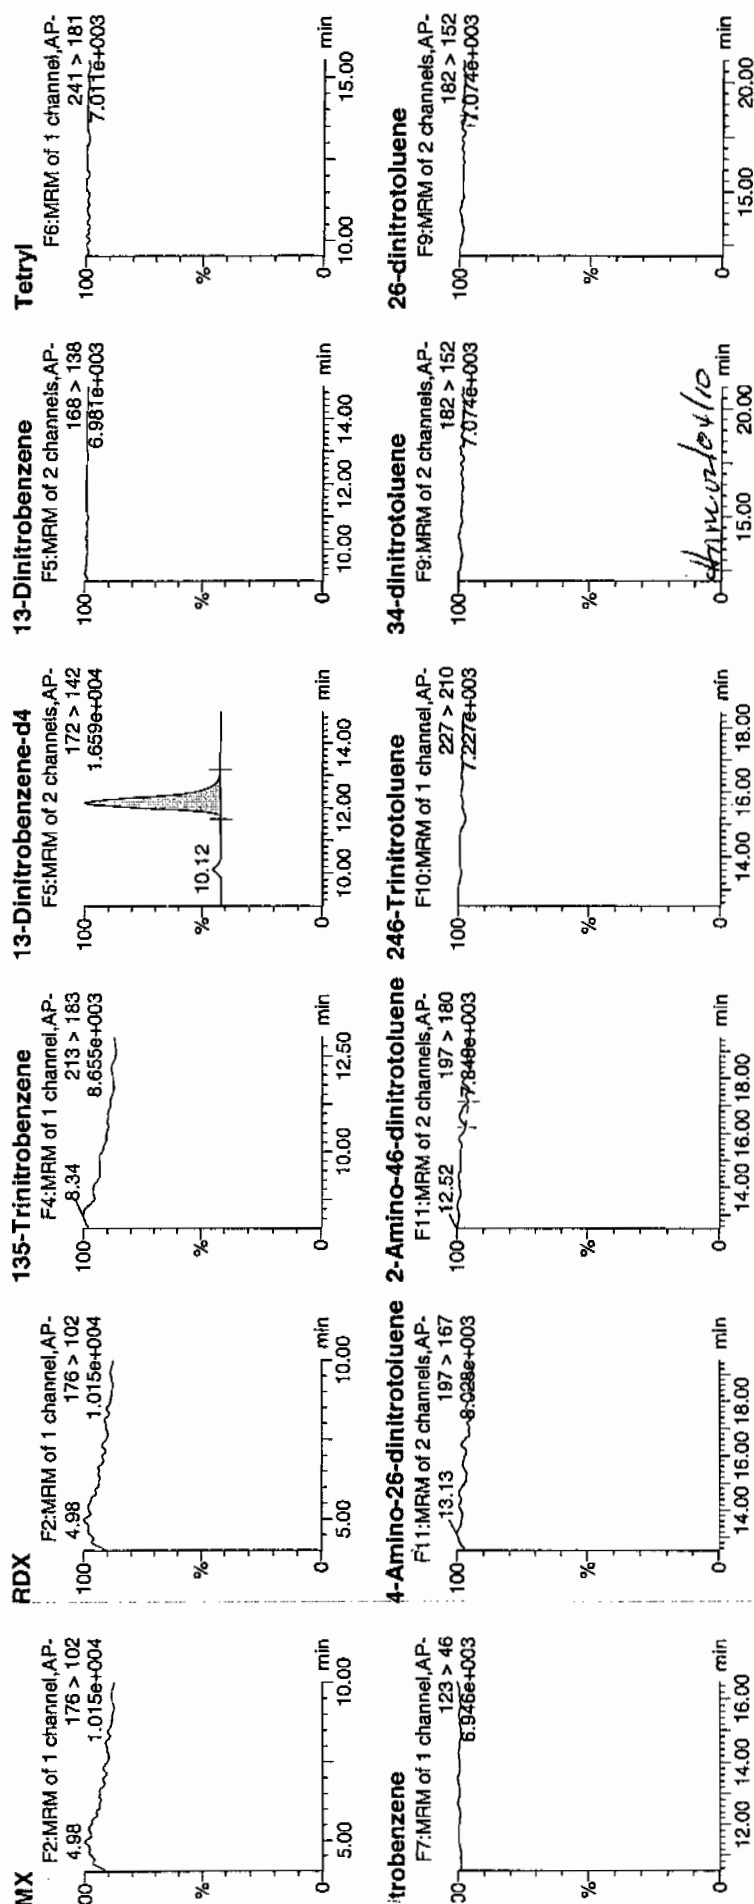 MX
F2:MRM of 1 channel,AP-
176 > 102
1.015e+004
4.98
00
0
5.00
10.00
min
RDX
F2:MRM of 1 channel,AP-
176 > 102
1.015e+004
4.98
100
%
0
5.00
10.00
min
135-Trinitrobenzene
F4:MRM of 1 channel,AP-
213 > 183
8.655e+003
8.34
100
%
0
10.00
12.50
min
13-Dinitrobenzene-d4
F5:MRM of 2 channels,AP-
172 > 142
1.659e+004
10.12
100
%
0
10.00
12.00
14.00
min
13-Dinitrobenzene
F5:MRM of 2 channels,AP-
168 > 138
6.981e+003
100
%
0
10.00
12.00
14.00
min
Tetryl
F6:MRM of 1 channel,AP-
241 > 181
7.011e+003
100
%
0
10.00
15.00
min
trobenzene
F7:MRM of 1 channel,AP-
123 > 46
6.946e+003
00
0
12.00
14.00
16.00
min
4-Amino-26-dinitrotoluene
F11:MRM of 2 channels,AP-
197 > 167
8.028e+003
13.13
100
%
0
14.00
16.00
18.00
min
2-Amino-46-dinitrotoluene
F11:MRM of 2 channels,AP-
197 > 180
7.848e+003
12.52
100
%
0
14.00
16.00
18.00
min
246-Trinitrotoluene
F10:MRM of 1 channel,AP-
227 > 210
7.227e+003
100
%
0
14.00
16.00
18.00
min
34-dinitrotoluene
F9:MRM of 2 channels,AP-
182 > 152
7.074e+003
100
%
0
15.00
20.00
min
02/04/10
26-dinitrotoluene
F9:MRM of 2 channels,AP-
182 > 152
7.074e+003
100
%
0
15.00
20.00
min